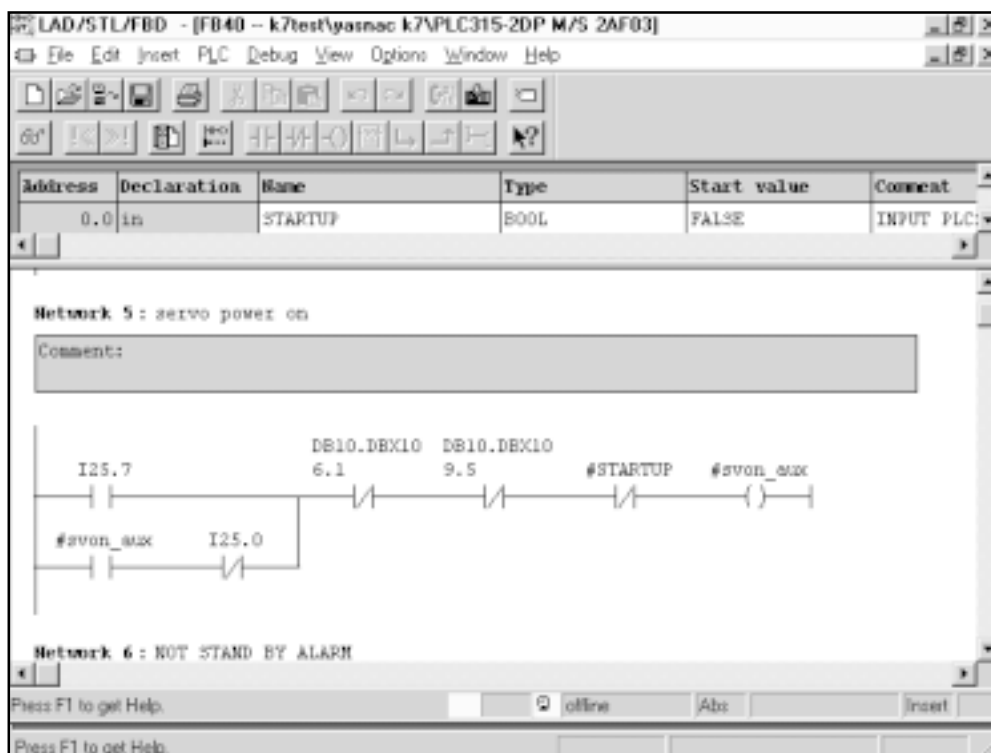 LAD/STL/FBD - [FB40 -- k7test\yasnac k7\PLC315-2DP M/S 2AF03]
File Edit Insert PLC Debug View Options Window Help
Address Declaration Name Type Start value Comment
0.0 in STARTUP BOOL FALSE INPUT PLC:
Network 5 : servo power on
Comment:
DB10.DBX10 DB10.DBX10
I25.7 6.1 9.5 #STARTUP #svon_aux
#svon_aux I25.0
Network 6 : NOT STAND BY ALARM
Press F1 to get Help. offline Abs Insert
Press F1 to get Help.